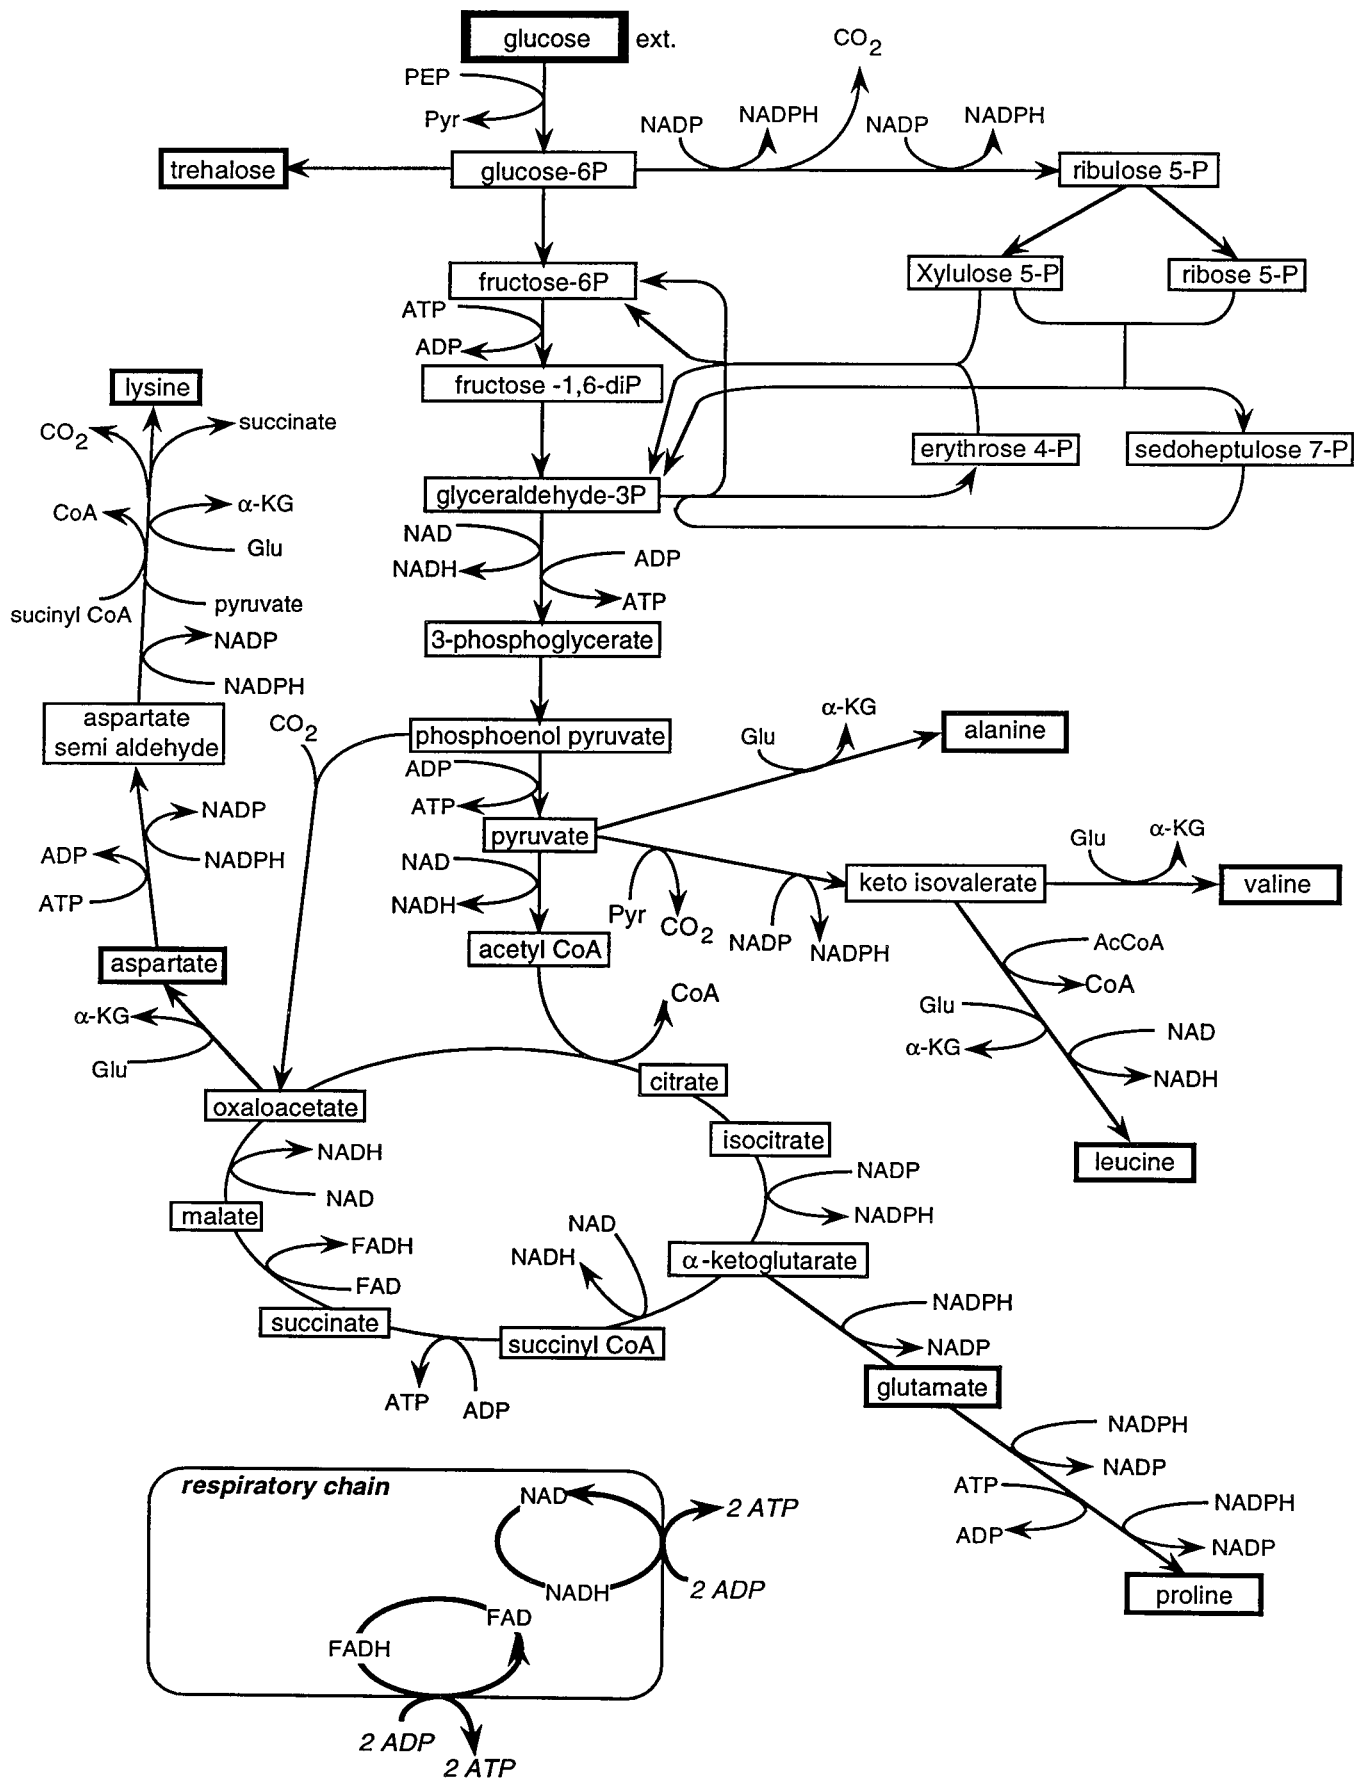 glucose ext.
CO2
PEP
Pyr
NADP NADPH NADP NADPH
trehalose glucose-6P ribulose 5-P
fructose-6P Xylulose 5-P ribose 5-P
ATP
ADP
fructose -1,6-diP
lysine
CO2 succinate
erythrose 4-P sedoheptulose 7-P
glyceraldehyde-3P
CoA α-KG
Glu
NAD
NADH
ADP
ATP
sucinyl CoA pyruvate
NADP
NADPH
3-phosphoglycerate
aspartate
semi aldehyde
CO2 phosphoenol pyruvate
Glu α-KG alanine
ADP
ATP
NADP
NADPH
ADP
ATP
pyruvate
NAD
NADH
Pyr CO2
NADP NADPH
keto isovalerate
Glu α-KG
valine
aspartate
acetyl CoA
AcCoA
CoA
Glu
α-KG
NAD
NADH
leucine
α-KG
Glu
CoA
oxaloacetate citrate
isocitrate
NADH
NAD
NADP
NADPH
malate
FADH
FAD
NAD
NADH
α-ketoglutarate
succinate succinyl CoA
ATP ADP
NADPH
NADP
glutamate
NADPH
NADP
ATP
ADP
NADPH
NADP
proline
respiratory chain
NAD
2 ATP
NADH
2 ADP
FAD
FADH
2 ADP
2 ATP